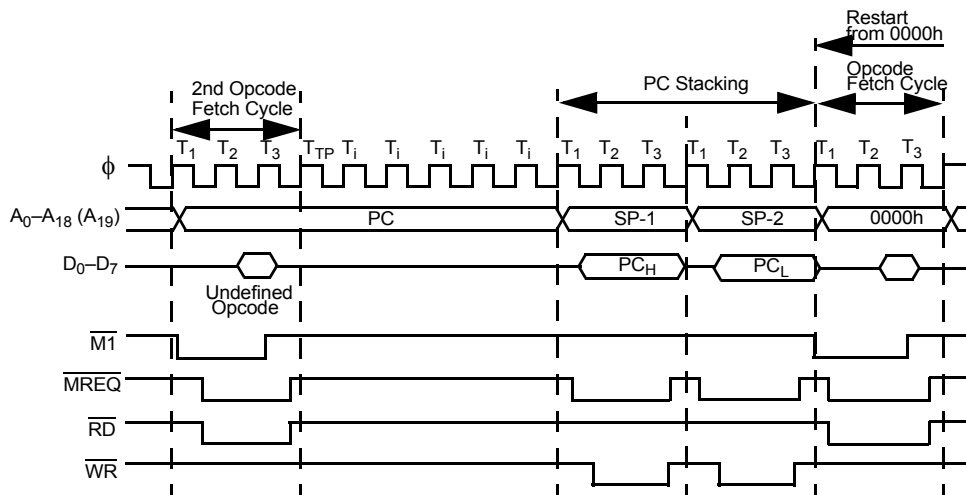 Restart
from 0000h
2nd Opcode
Fetch Cycle
PC Stacking
Opcode
Fetch Cycle
T1 T2 T3 TTP Ti Ti Ti Ti Ti T1 T2 T3 T1 T2 T3 T1 T2 T3
ϕ
A0–A18 (A19) PC SP-1 SP-2 0000h
D0–D7 PCH PCL
Undefined
Opcode
M1
MREQ
RD
WR